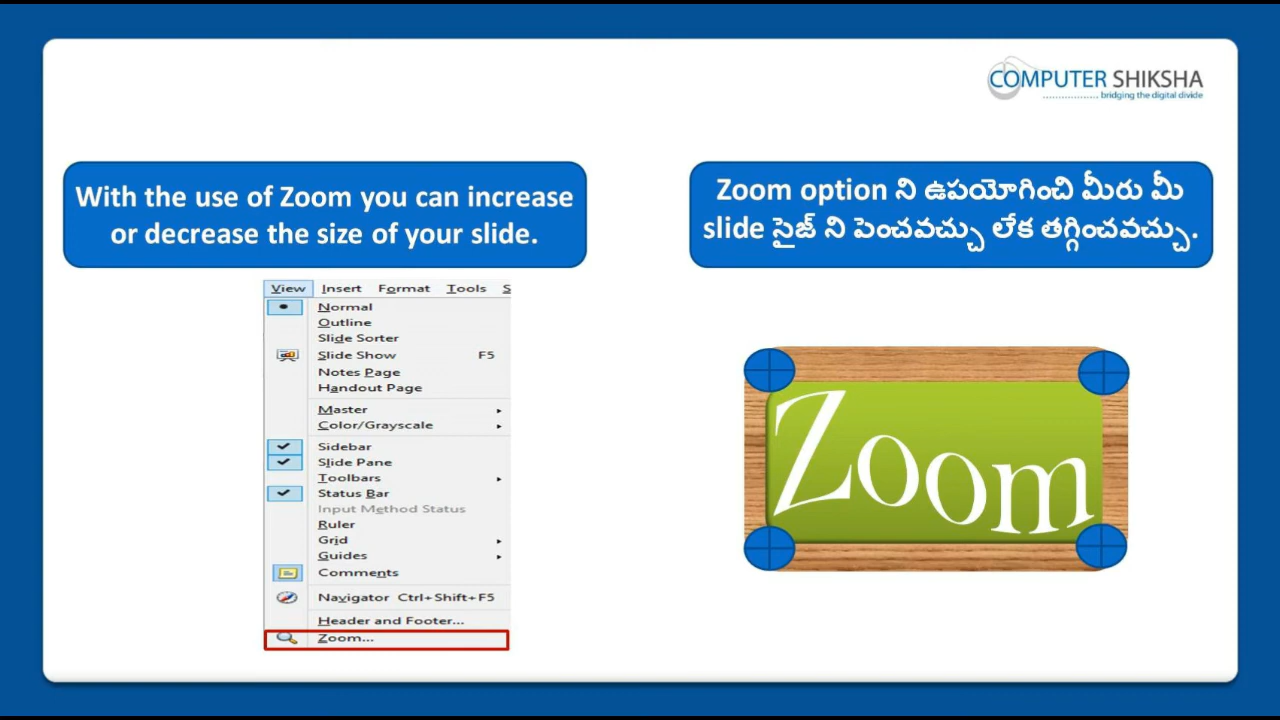 COMPUTER SHIKSHA
bridging the digital divide
With the use of Zoom you can increase
or decrease the size of your slide.
Zoom option ని ఉపయోగించి మీరు మీ
slide సైజ్ ని పెంచవచ్చు లేక తగ్గించవచ్చు.
View Insert Format Tools S
Normal
Outline
Slide Sorter
Slide Show F5
Notes Page
Handout Page
Master
Color/Grayscale
Sidebar
Slide Pane
Toolbars
Status Bar
Input Method Status
Ruler
Grid
Guides
Comments
Navigator Ctrl+Shift+F5
Header and Footer...
Zoom...
Zoom